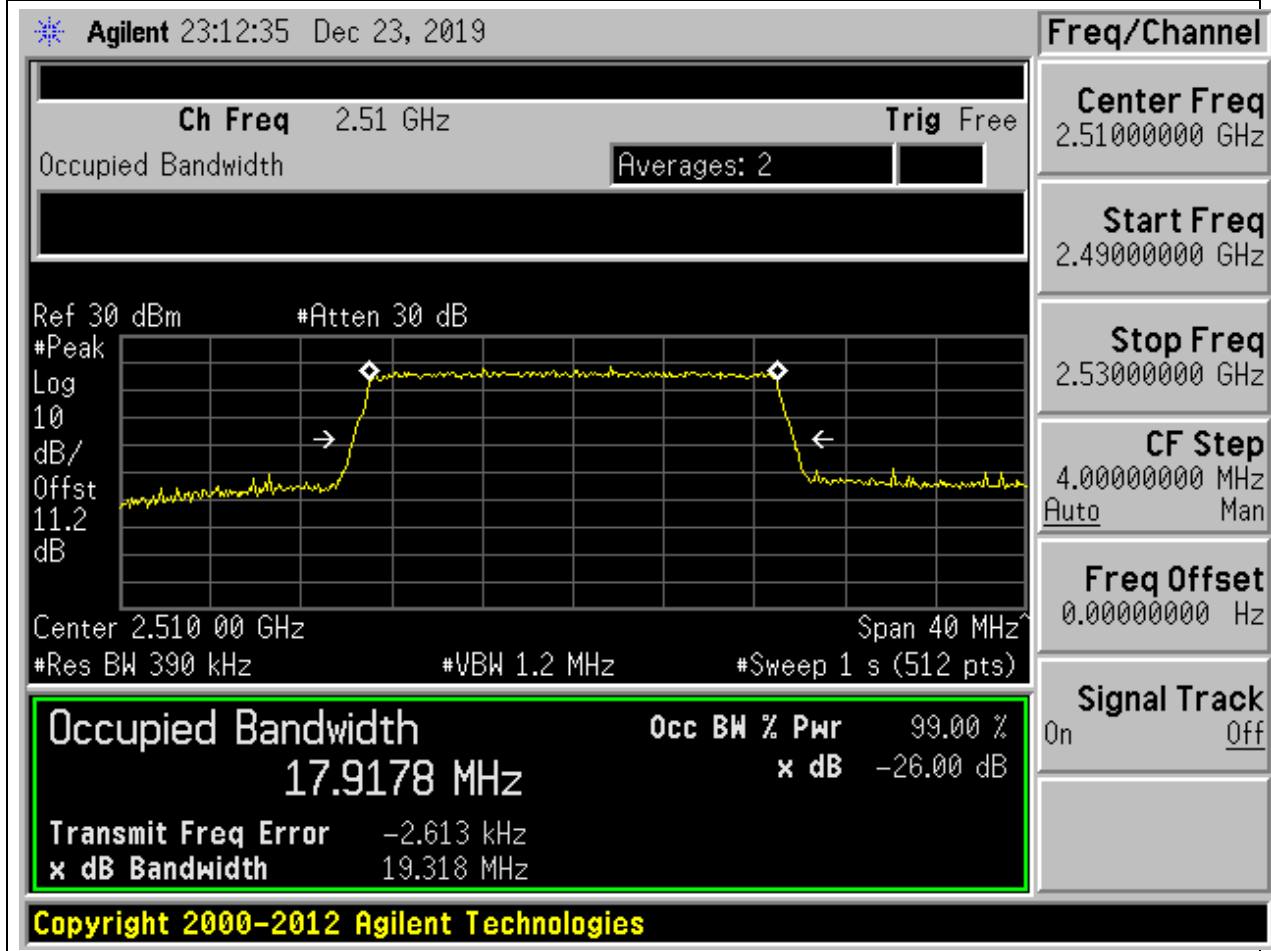 Agilent 23:12:35 Dec 23, 2019
Freq/Channel
Ch Freq 2.51 GHz Trig Free
Occupied Bandwidth Averages: 2
Center Freq
2.51000000 GHz
Start Freq
2.49000000 GHz
Stop Freq
2.53000000 GHz
CF Step
4.00000000 MHz
Auto Man
Freq Offset
0.00000000 Hz
Signal Track
On Off
Ref 30 dBm #Atten 30 dB
#Peak
Log
10
dB/
Offst
11.2
dB
Center 2.510 00 GHz Span 40 MHz^
#Res BW 390 kHz #VBW 1.2 MHz #Sweep 1 s (512 pts)
Occupied Bandwidth Occ BW % Pwr 99.00 %
17.9178 MHz x dB -26.00 dB
Transmit Freq Error -2.613 kHz
x dB Bandwidth 19.318 MHz
Copyright 2000-2012 Agilent Technologies